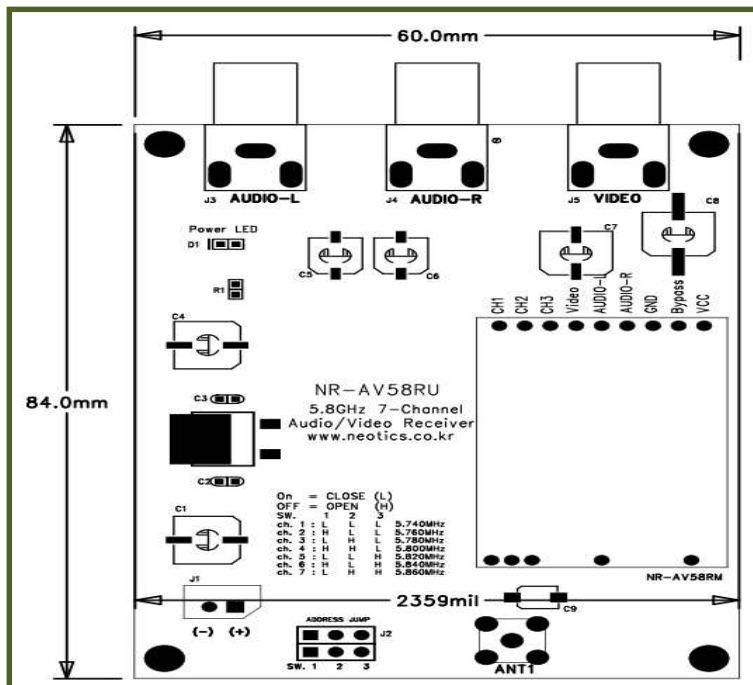 60.0mm
J3 AUDIO-L
J4 AUDIO-R
J5 VIDEO
Power LED
D1
C5
C6
C7
C8
R1
C4
CH1
CH2
CH3
Video
AUDIO-L
AUDIO-R
GND
Bypass
VCC
84.0mm
NR-AV58RU
5.8GHz 7-Channel
Audio/Video Receiver
www.neotics.co.kr
C3
C2
C1
On = CLOSE (L)
OFF = OPEN (H)
SW. 1 2 3
ch. 1 : L L L 5.740MHz
ch. 2 : H L L 5.760MHz
ch. 3 : L H L 5.780MHz
ch. 4 : H H L 5.800MHz
ch. 5 : L L H 5.820MHz
ch. 6 : H L H 5.840MHz
ch. 7 : L H H 5.860MHz
NR-AV58RM
J1
(-) (+)
2359mil
C9
ADDRESS JUMP
J2
SW. 1 2 3
ANT1